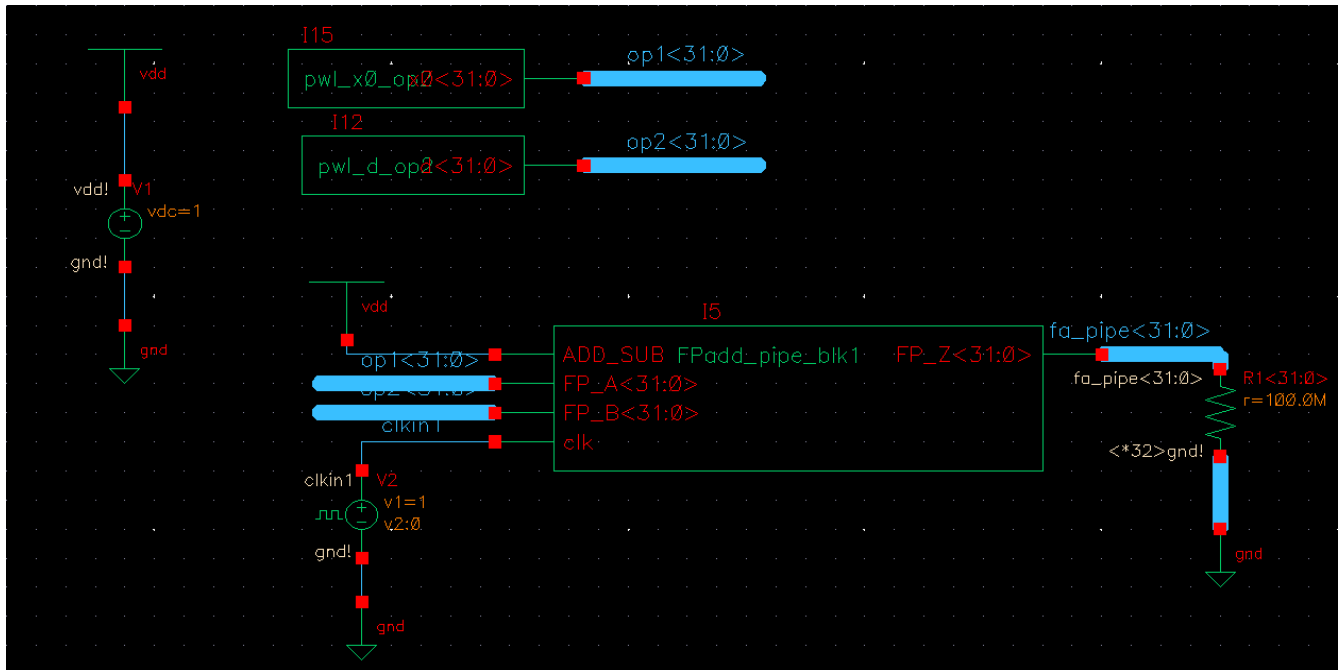 vdd
vdd!
V1
vdc=1
gnd!
gnd
I15
pwl_x0_op
<31:0>
op1<31:0>
I12
pwl_d_op2
<31:0>
op2<31:0>
vdd
I5
op1<31:0>
op2<31:0>
clkin1
ADD_SUB
FPadd_pipe_blk1
FP_Z<31:0>
FP_A<31:0>
FP_B<31:0>
clk
fa_pipe<31:0>
fa_pipe<31:0>
R1<31:0>
r=100.0M
<*32>gnd!
gnd
clkin1
V2
v1=1
v2:0
gnd!
gnd